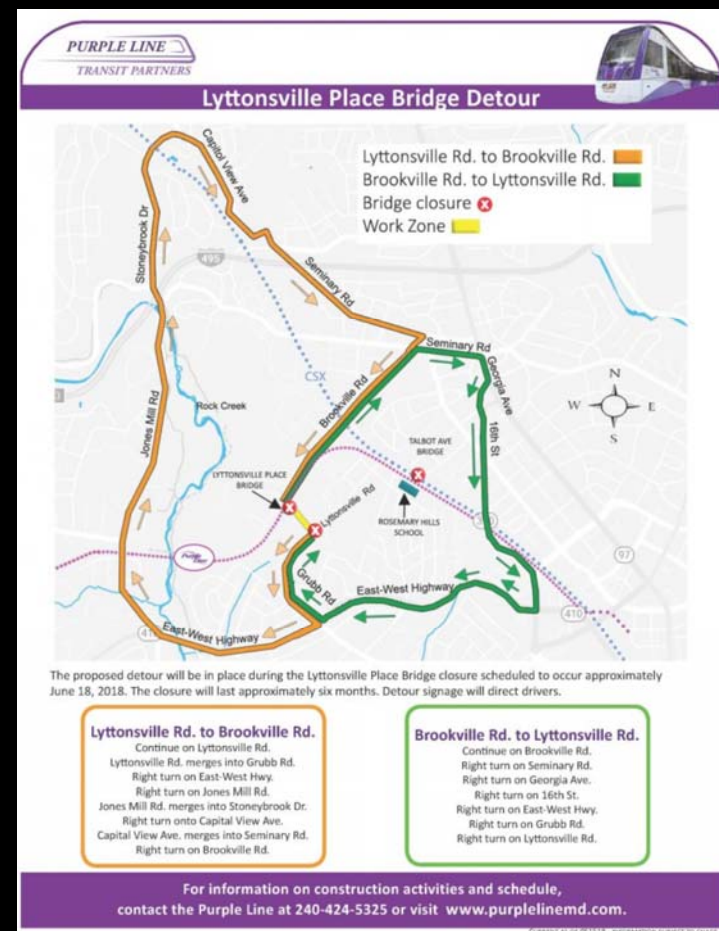 PURPLE LINE
TRANSIT PARTNERS
Lyttonsville Place Bridge Detour
Lyttonsville Rd. to Brookville Rd.
Brookville Rd. to Lyttonsville Rd.
Bridge closure X
Work Zone
Capitol View Ave
Stoneybrook Dr
495
Seminary Rd
Seminary Rd
Georgia Ave
CSX
N
W E
S
Brookville Rd
16th St
Rock Creek
Jones Mill Rd
TALBOT AVE
BRIDGE
LYTTONSVILLE PLACE
BRIDGE
Lyttonsville Rd
ROSEMARY HILLS
SCHOOL
97
Grubb Rd
East-West Highway
410
East-West Highway
The proposed detour will be in place during the Lyttonsville Place Bridge closure scheduled to occur approximately
June 18, 2018. The closure will last approximately six months. Detour signage will direct drivers.
Lyttonsville Rd. to Brookville Rd.
Continue on Lyttonsville Rd.
Lyttonsville Rd. merges into Grubb Rd.
Right turn on East-West Hwy.
Right turn on Jones Mill Rd.
Jones Mill Rd. merges into Stoneybrook Dr.
Right turn onto Capital View Ave.
Capital View Ave. merges into Seminary Rd.
Right turn on Brookville Rd.
Brookville Rd. to Lyttonsville Rd.
Continue on Brookville Rd.
Right turn on Seminary Rd.
Right turn on Georgia Ave.
Right turn on 16th St.
Right turn on East-West Hwy.
Right turn on Grubb Rd.
Right turn on Lyttonsville Rd.
For information on construction activities and schedule,
contact the Purple Line at 240-424-5325 or visit www.purplelinemd.com.